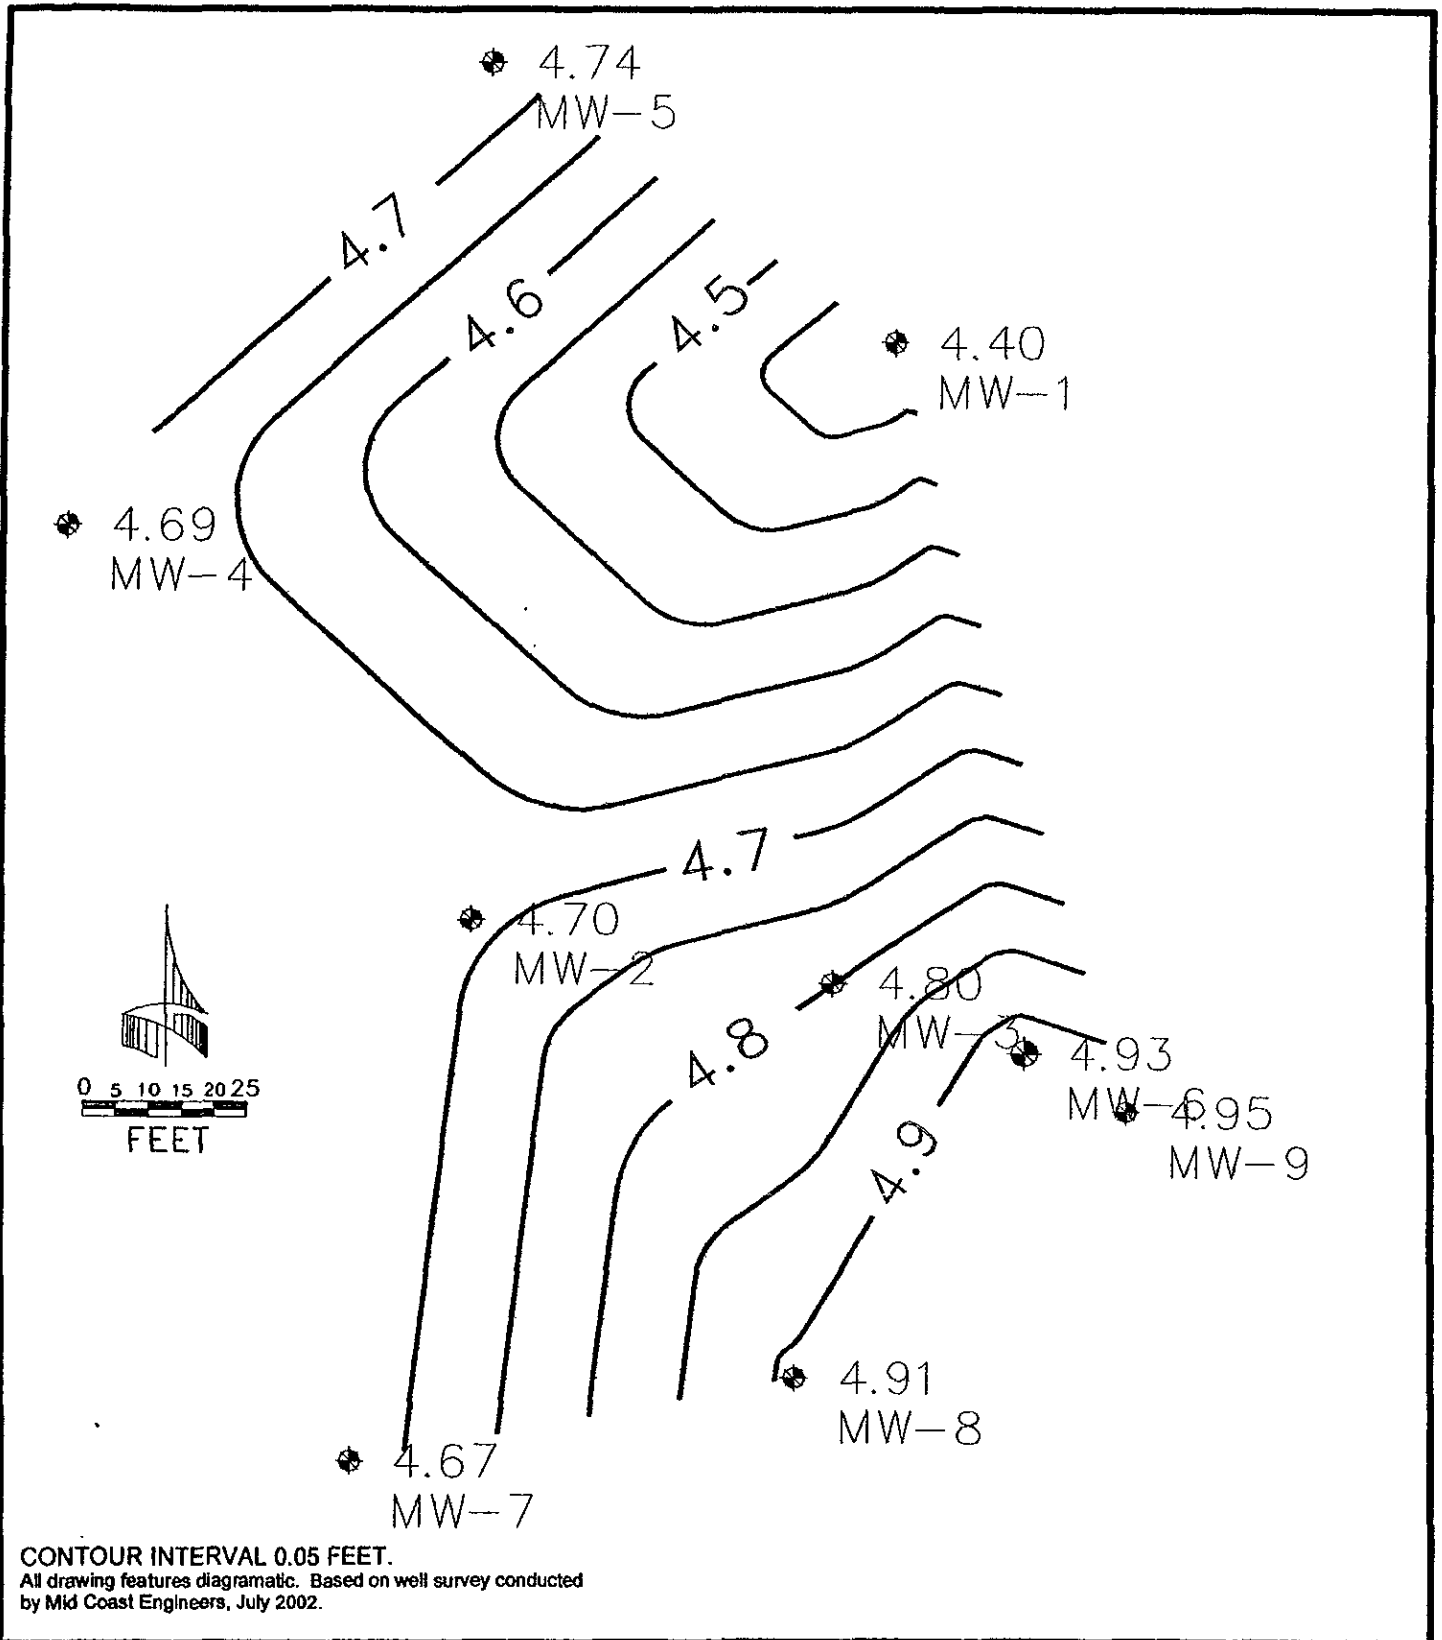 4.74
MW-5
4.7
4.6
4.5
4.40
MW-1
4.69
MW-4
4.7
4.70
MW-2
4.80
MW-3
4.8
4.93
MW-6
4.95
MW-9
4.9
0 5 10 15 20 25
FEET
4.91
MW-8
4.67
MW-7
CONTOUR INTERVAL 0.05 FEET.
All drawing features diagramatic. Based on well survey conducted
by Mid Coast Engineers, July 2002.